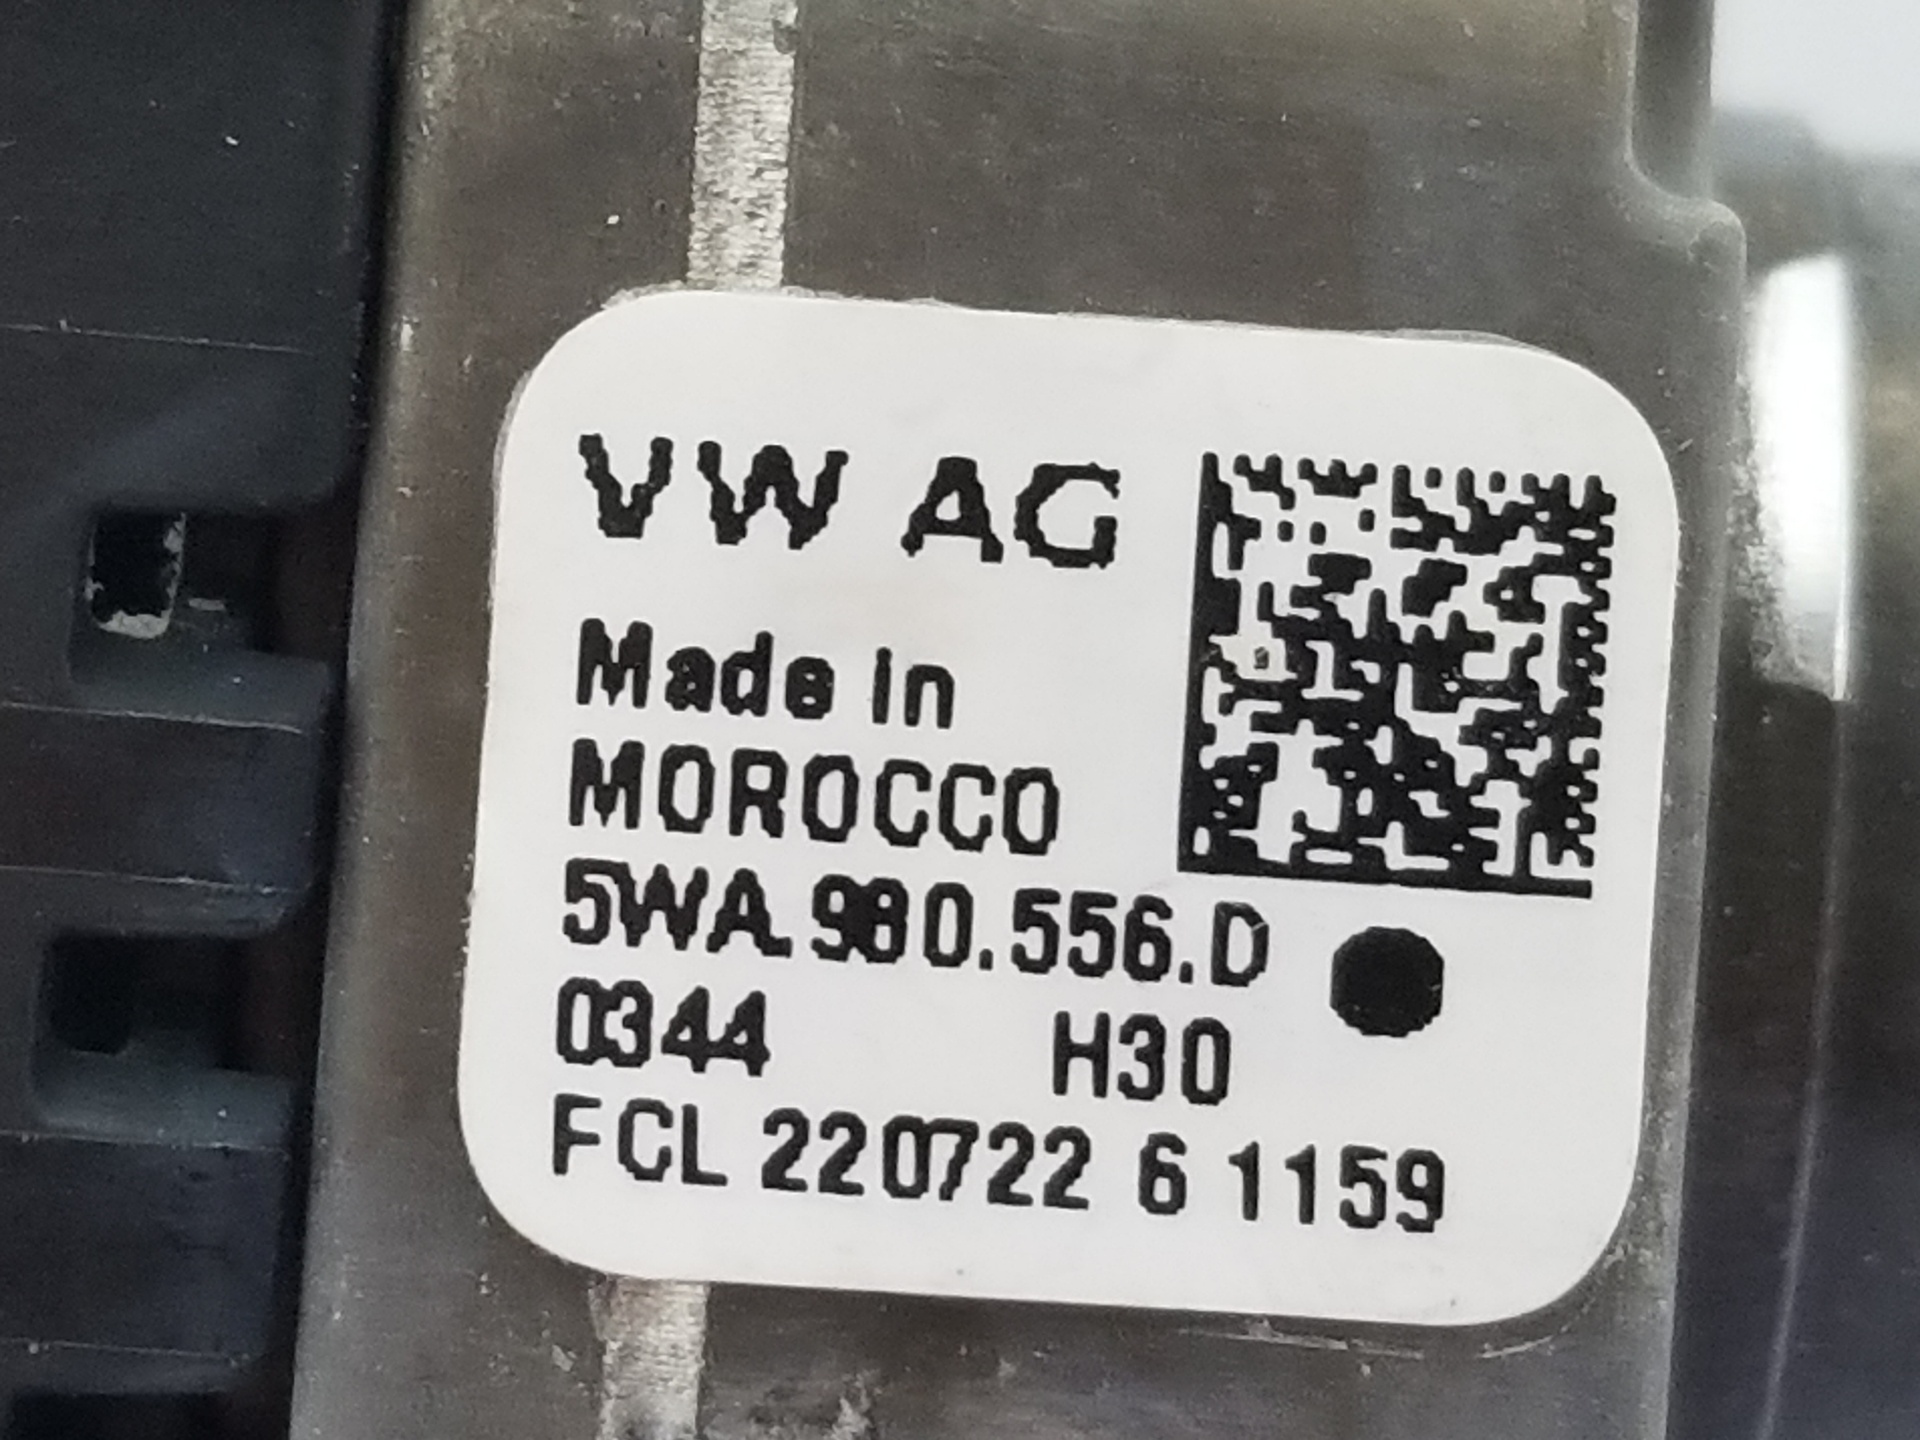 VW AG
Made in
MOROCCO
5WA.980.556.D
0344 H30
FCL 220722 6 1159